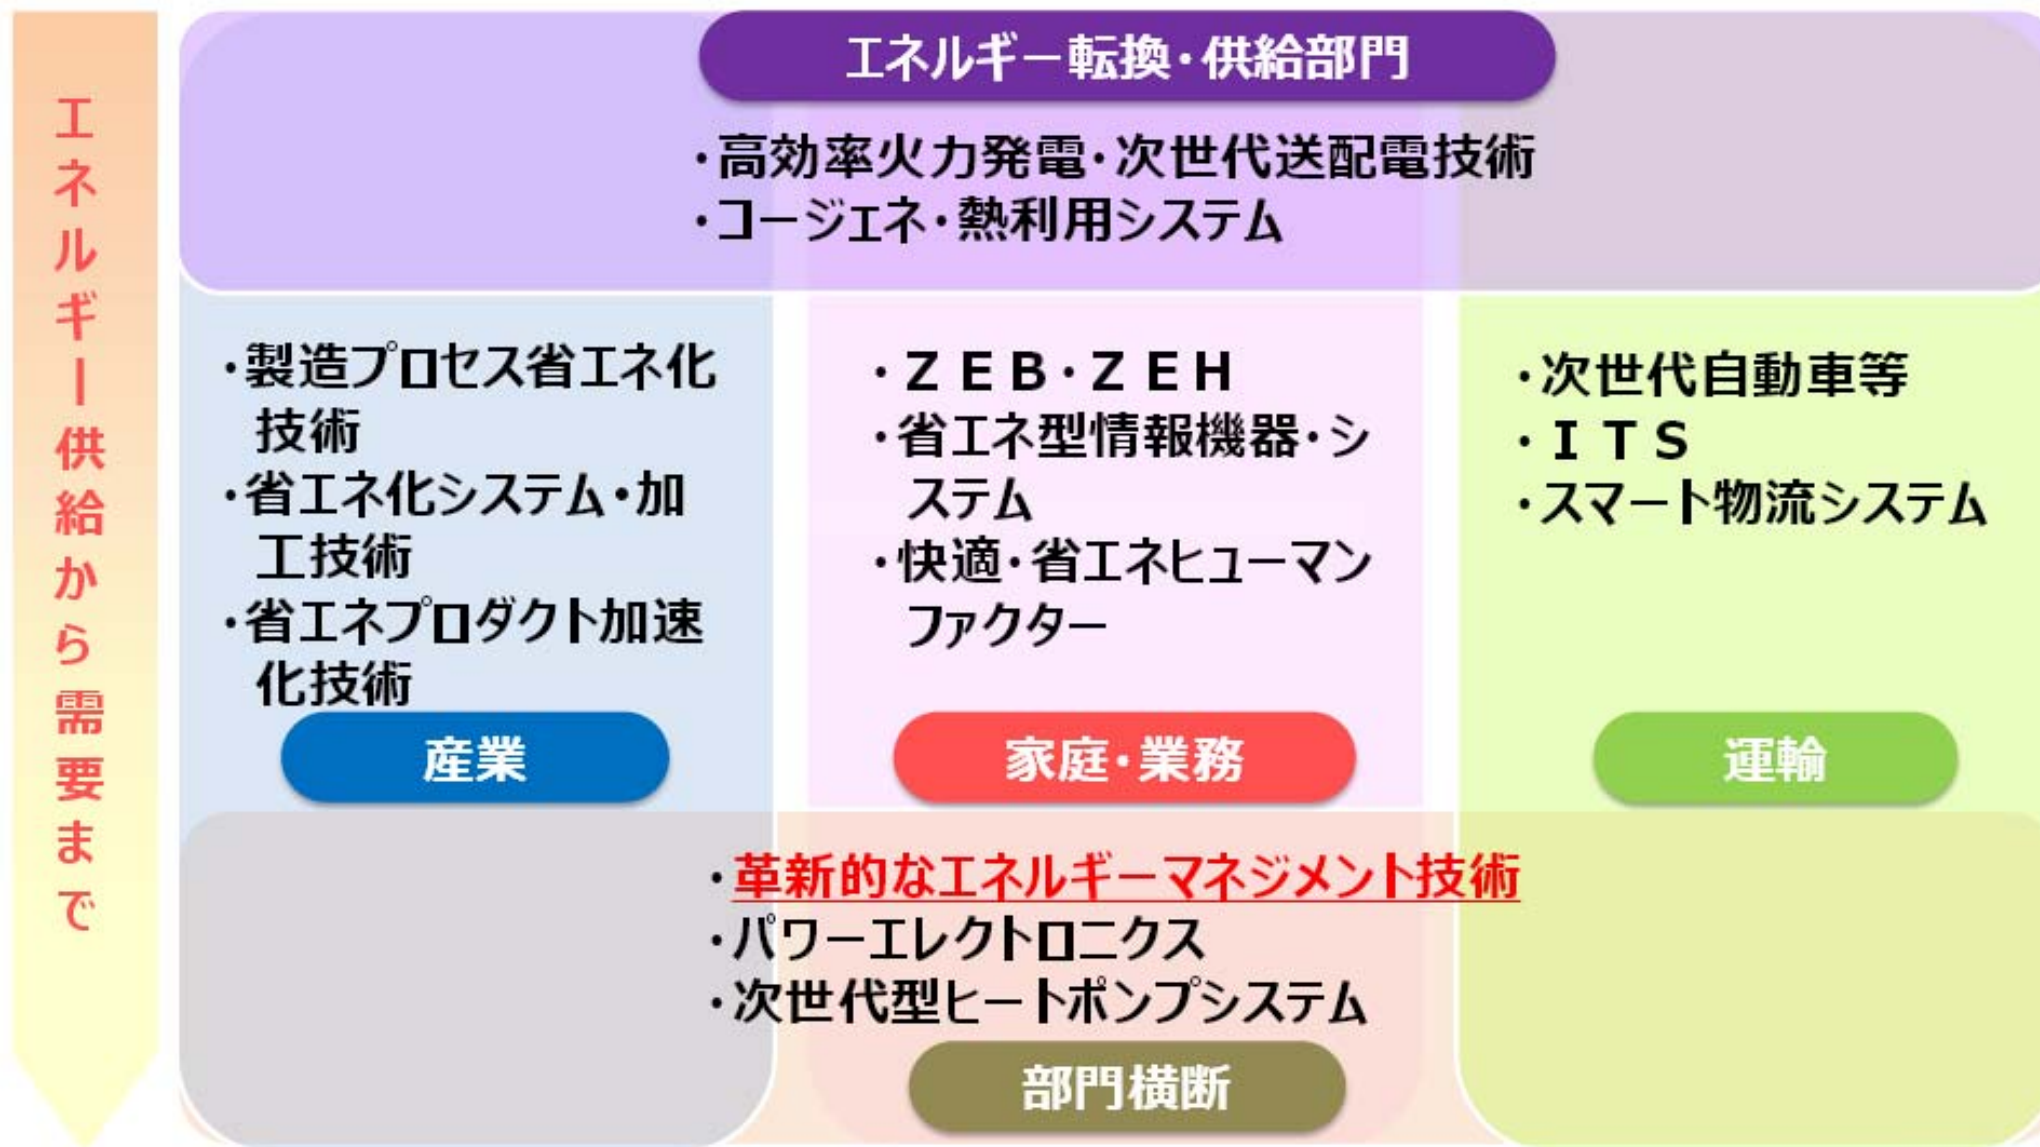 エネルギー供給から需要まで
エネルギー転換・供給部門
・高効率火力発電・次世代送配電技術
・コージェネ・熱利用システム
・製造プロセス省エネ化
技術
・省エネ化システム・加
工技術
・省エネプロダクト加速
化技術
産業
・ＺＥＢ・ＺＥＨ
・省エネ型情報機器・シ
ステム
・快適・省エネヒューマン
ファクター
家庭・業務
・次世代自動車等
・ＩＴＳ
・スマート物流システム
運輸
・革新的なエネルギーマネジメント技術
・パワーエレクトロニクス
・次世代型ヒートポンプシステム
部門横断